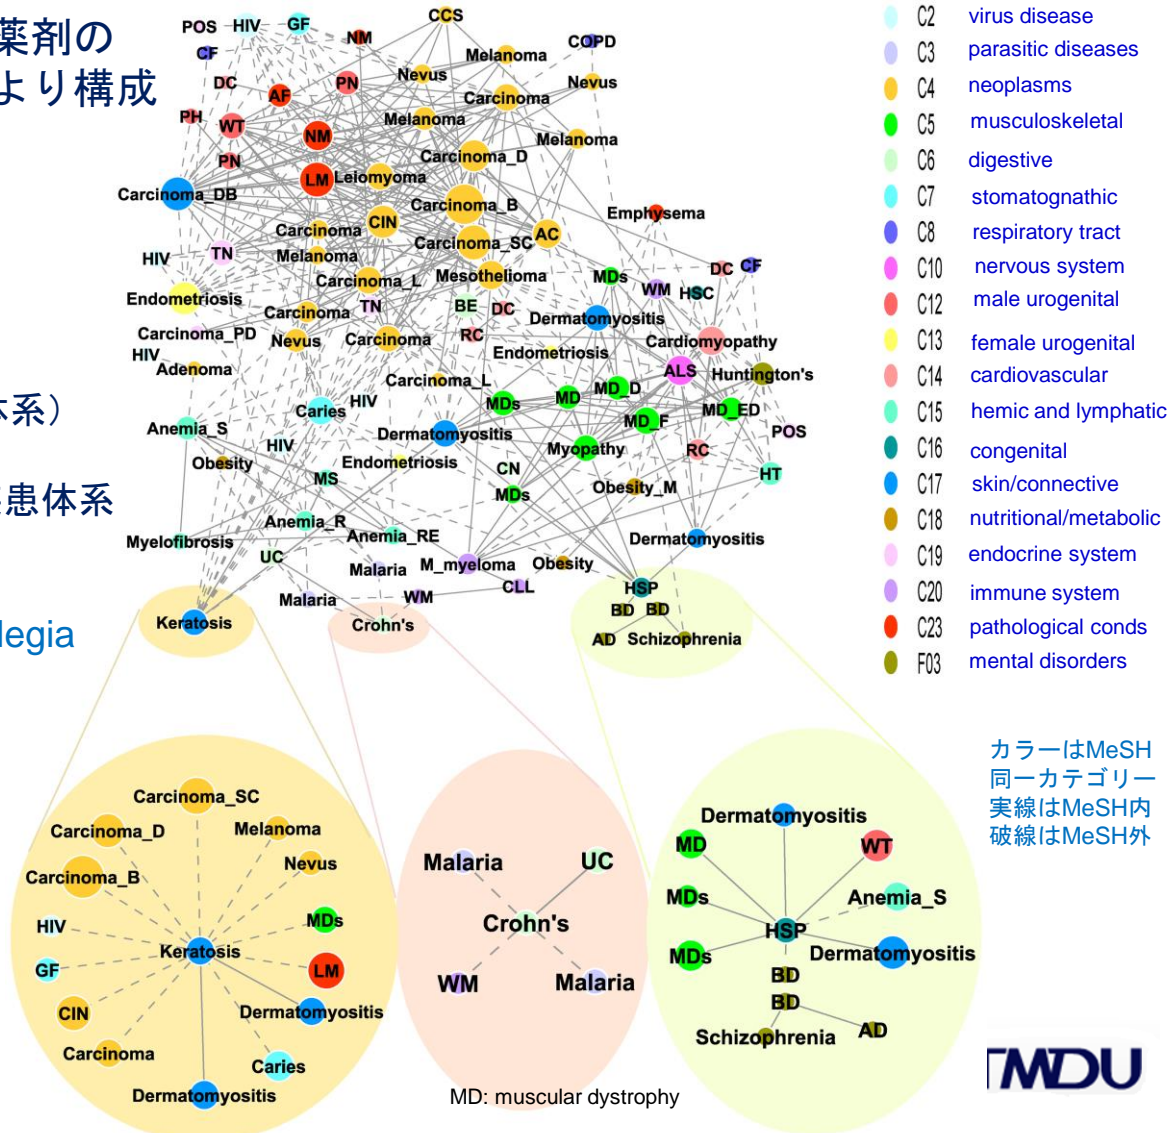 薬剤の
より構成
体系）
患体系
legia
POS
HIV
GF
CCS
NM
CF
COPD
Melanoma
DC
AF
PN
Nevus
Nevus
Carcinoma
PH
WT
NM
Melanoma
Melanoma
PN
Carcinoma_D
Carcinoma_DB
LM
Leiomyoma
Carcinoma_B
Emphysema
CIN
Carcinoma
AC
Carcinoma_SC
HIV
TN
Melanoma
MDs
DC
CF
Mesothelioma
Carcinoma_L
WM
HSC
Endometriosis
TN
BE
DC
Carcinoma
Dermatomyositis
Carcinoma_PD
Nevus
Carcinoma
RC
Cardiomyopathy
HIV
Endometriosis
Adenoma
ALS
Huntington's
Carcinoma_L
MD_D
MD
Caries
HIV
MDs
MD_ED
MD_F
Anemia_S
Dermatomyositis
POS
HIV
Myopathy
RC
Obesity
Endometriosis
CN
HT
MS
MDs
Obesity_M
Anemia_R
Anemia_RE
Dermatomyositis
Myelofibrosis
UC
Malaria
M_myeloma
Obesity
CLL
HSP
Malaria
WM
BD
BD
Keratosis
Crohn's
AD
Schizophrenia
C2 virus disease
C3 parasitic diseases
C4 neoplasms
C5 musculoskeletal
C6 digestive
C7 stomatognathic
C8 respiratory tract
C10 nervous system
C12 male urogenital
C13 female urogenital
C14 cardiovascular
C15 hemic and lymphatic
C16 congenital
C17 skin/connective
C18 nutritional/metabolic
C19 endocrine system
C20 immune system
C23 pathological conds
F03 mental disorders
カラーはMeSH
同一カテゴリー
実線はMeSH内
破線はMeSH外
Carcinoma_SC
Carcinoma_D
Melanoma
Nevus
Carcinoma_B
HIV
MDs
Keratosis
GF
LM
CIN
Dermatomyositis
Carcinoma
Caries
Dermatomyositis
Malaria
UC
Crohn's
WM
Malaria
Dermatomyositis
MD
WT
MDs
Anemia_S
HSP
MDs
Dermatomyositis
BD
BD
Schizophrenia
AD
MD: muscular dystrophy
TMDU